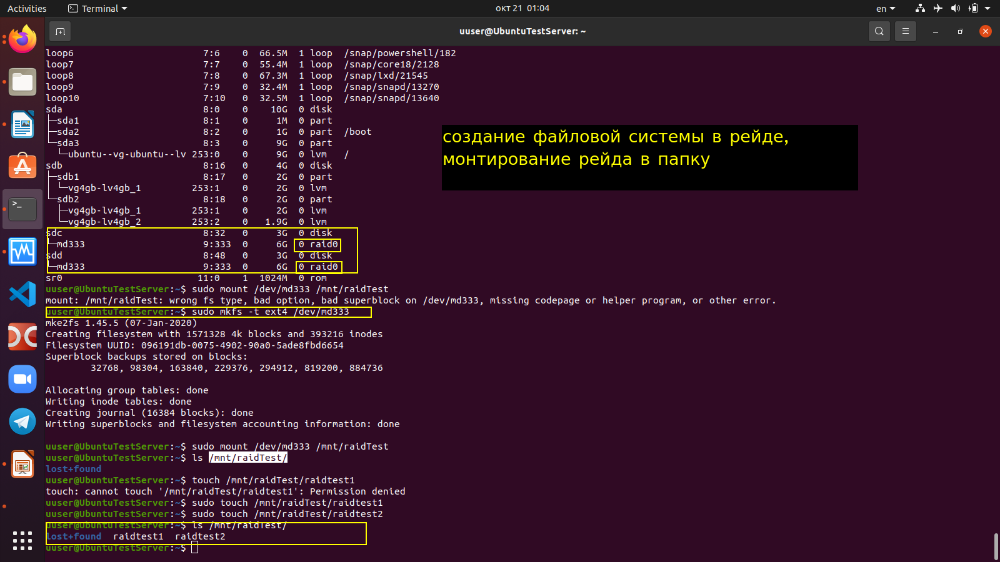 Activities
Terminal
окт 21 01:04
en
uuser@UbuntuTestServer: ~
loop6 7:6 0 66.5M 1 loop /snap/powershell/182
loop7 7:7 0 55.4M 1 loop /snap/core18/2128
loop8 7:8 0 67.3M 1 loop /snap/lxd/21545
loop9 7:9 0 32.4M 1 loop /snap/snapd/13270
loop10 7:10 0 32.5M 1 loop /snap/snapd/13640
sda 8:0 0 10G 0 disk
├─sda1 8:1 0 1M 0 part
├─sda2 8:2 0 1G 0 part /boot
└─sda3 8:3 0 9G 0 part
└─ubuntu--vg-ubuntu--lv 253:0 0 9G 0 lvm /
sdb 8:16 0 4G 0 disk
├─sdb1 8:17 0 2G 0 part
│ └─vg4gb-lv4gb_1 253:1 0 2G 0 lvm
└─sdb2 8:18 0 2G 0 part
├─vg4gb-lv4gb_1 253:1 0 2G 0 lvm
└─vg4gb-lv4gb_2 253:2 0 1.9G 0 lvm
sdc 8:32 0 3G 0 disk
└─md333 9:333 0 6G 0 raid0
sdd 8:48 0 3G 0 disk
└─md333 9:333 0 6G 0 raid0
sr0 11:0 1 1024M 0 rom
создание файловой системы в рейде,
монтирование рейда в папку
uuser@UbuntuTestServer:~$ sudo mount /dev/md333 /mnt/raidTest
mount: /mnt/raidTest: wrong fs type, bad option, bad superblock on /dev/md333, missing codepage or helper program, or other error.
uuser@UbuntuTestServer:~$ sudo mkfs -t ext4 /dev/md333
mke2fs 1.45.5 (07-Jan-2020)
Creating filesystem with 1571328 4k blocks and 393216 inodes
Filesystem UUID: 096191db-0075-4902-90a0-5ade8fbd6654
Superblock backups stored on blocks:
32768, 98304, 163840, 229376, 294912, 819200, 884736
Allocating group tables: done
Writing inode tables: done
Creating journal (16384 blocks): done
Writing superblocks and filesystem accounting information: done
uuser@UbuntuTestServer:~$ sudo mount /dev/md333 /mnt/raidTest
uuser@UbuntuTestServer:~$ ls /mnt/raidTest/
lost+found
uuser@UbuntuTestServer:~$ touch /mnt/raidTest/raidtest1
touch: cannot touch '/mnt/raidTest/raidtest1': Permission denied
uuser@UbuntuTestServer:~$ sudo touch /mnt/raidTest/raidtest1
uuser@UbuntuTestServer:~$ sudo touch /mnt/raidTest/raidtest2
uuser@UbuntuTestServer:~$ ls /mnt/raidTest/
lost+found raidtest1 raidtest2
uuser@UbuntuTestServer:~$